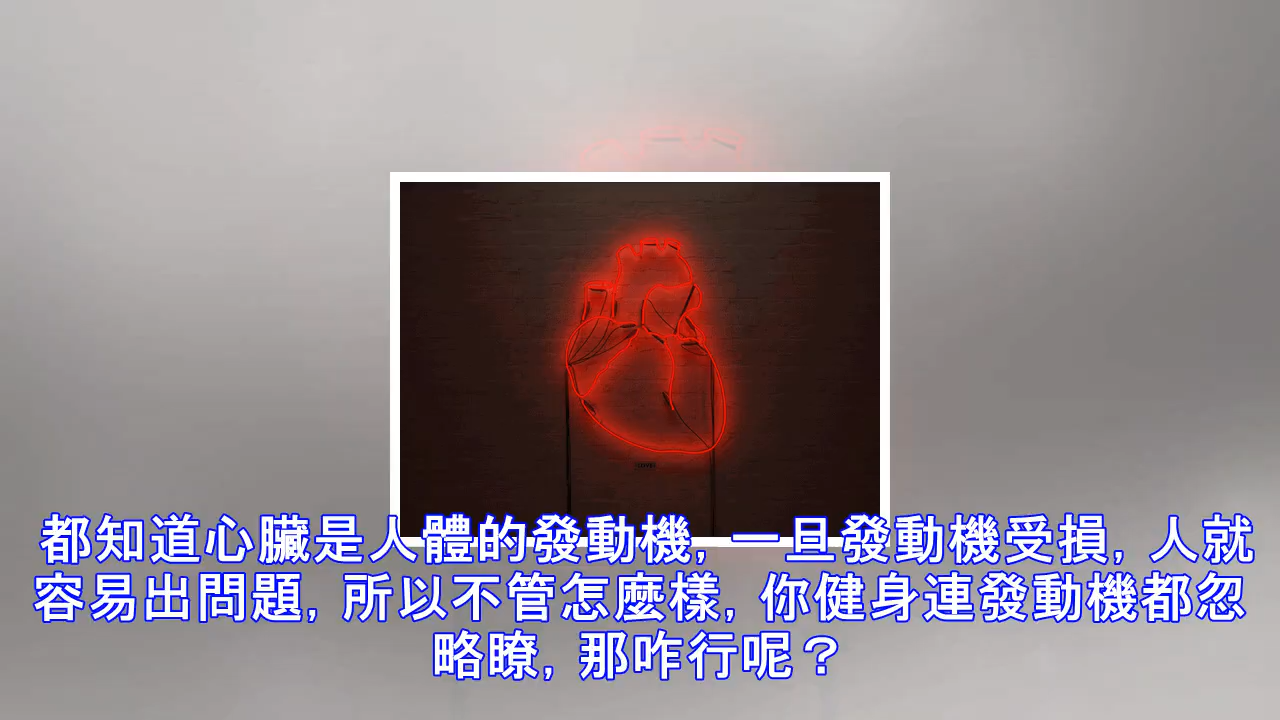 都知道心臟是人體的發動機, 一旦發動機受損, 人就
容易出問題, 所以不管怎麼樣, 你健身連發動機都忽
略瞭, 那咋行呢？